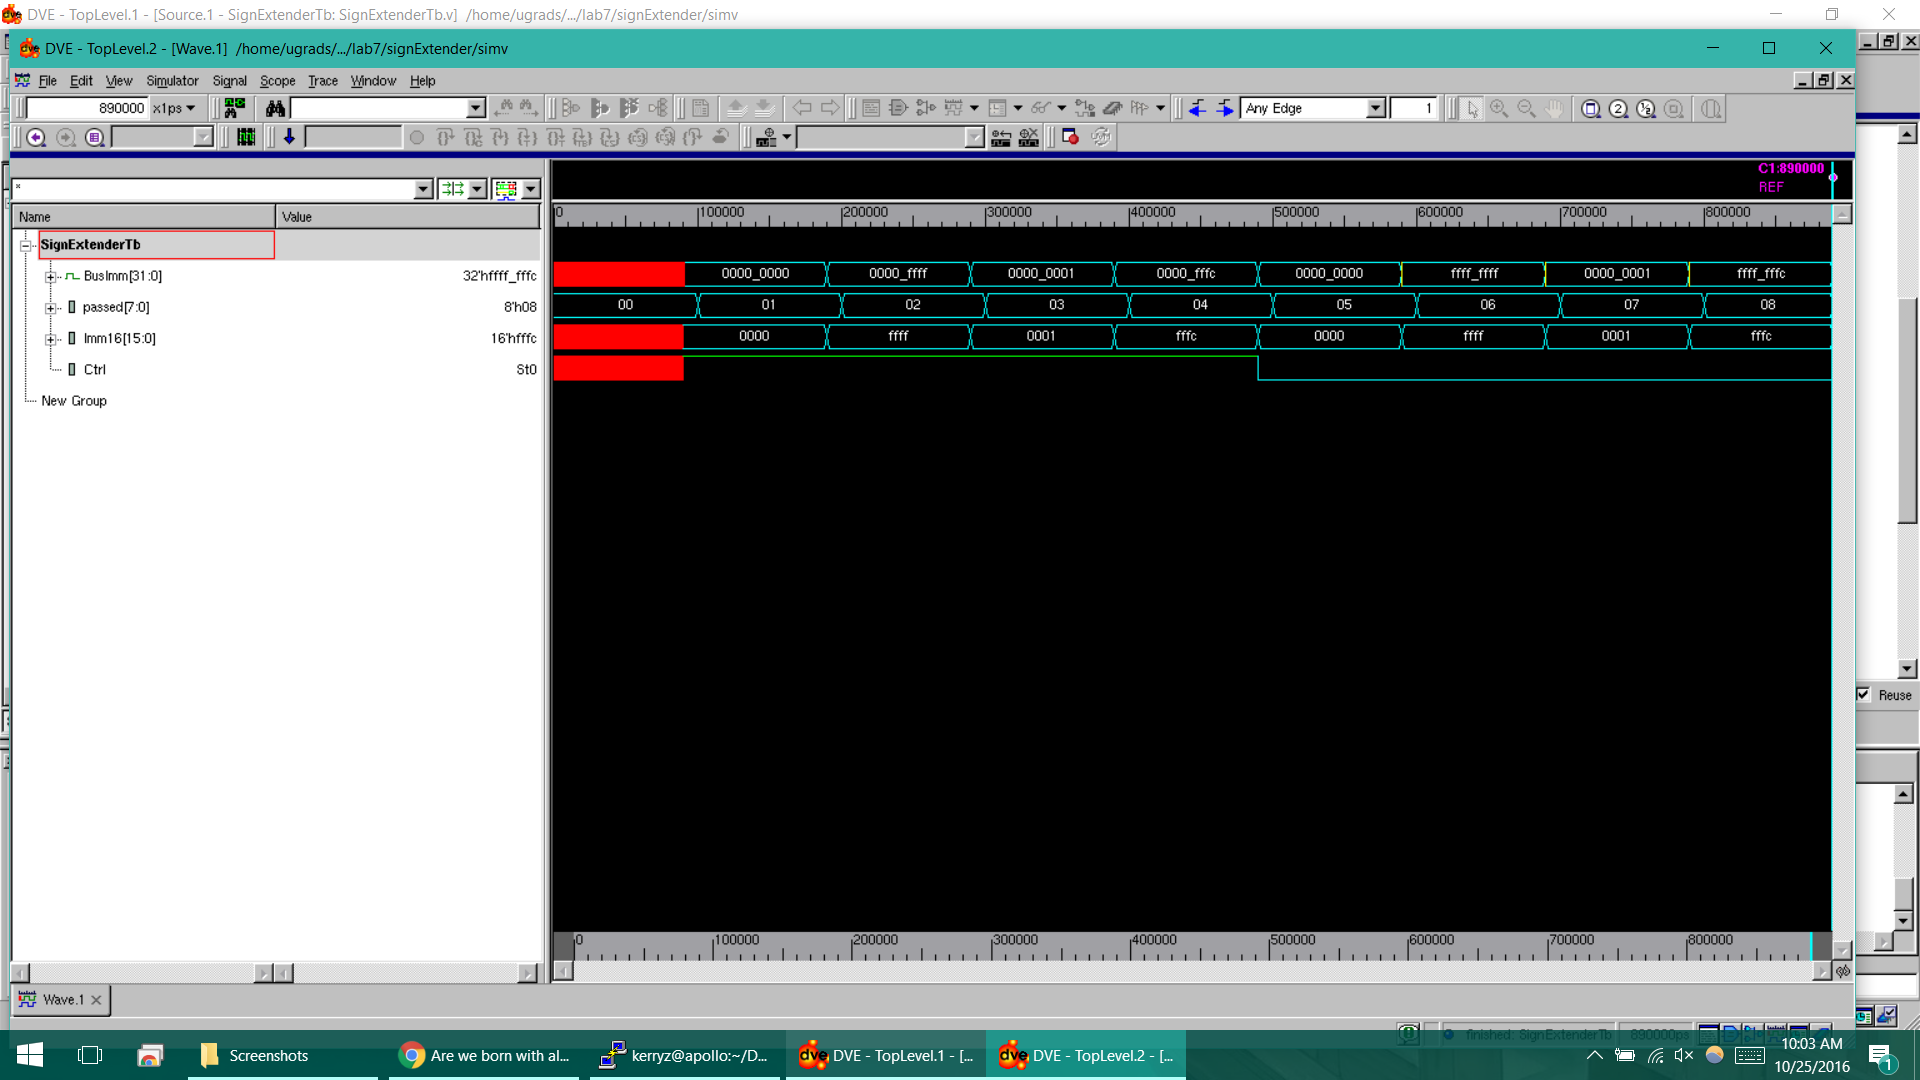 DVE - TopLevel.1 - [Source.1 - SignExtenderTb: SignExtenderTb.v] /home/ugrads/.../lab7/signExtender/simv
DVE - TopLevel.2 - [Wave.1] /home/ugrads/.../lab7/signExtender/simv
File Edit View Simulator Signal Scope Trace Window Help
890000 x1ps Any Edge 1
C1:890000
REF
*
Name Value
0 100000 200000 300000 400000 500000 600000 700000 800000
SignExtenderTb
BusImm[31:0] 32'hffff_fffc 0000_0000 0000_ffff 0000_0001 0000_fffc 0000_0000 ffff_ffff 0000_0001 ffff_fffc
passed[7:0] 8'h08 00 01 02 03 04 05 06 07 08
Imm16[15:0] 16'hfffc 0000 ffff 0001 fffc 0000 ffff 0001 fffc
Ctrl St0
New Group
Reuse
0 100000 200000 300000 400000 500000 600000 700000 800000
Wave.1
finished: SignExtenderTb 890000ps
Screenshots
Are we born with al...
kerryz@apollo:~/D...
DVE - TopLevel.1 - [...
DVE - TopLevel.2 - [...
10:03 AM
10/25/2016
1